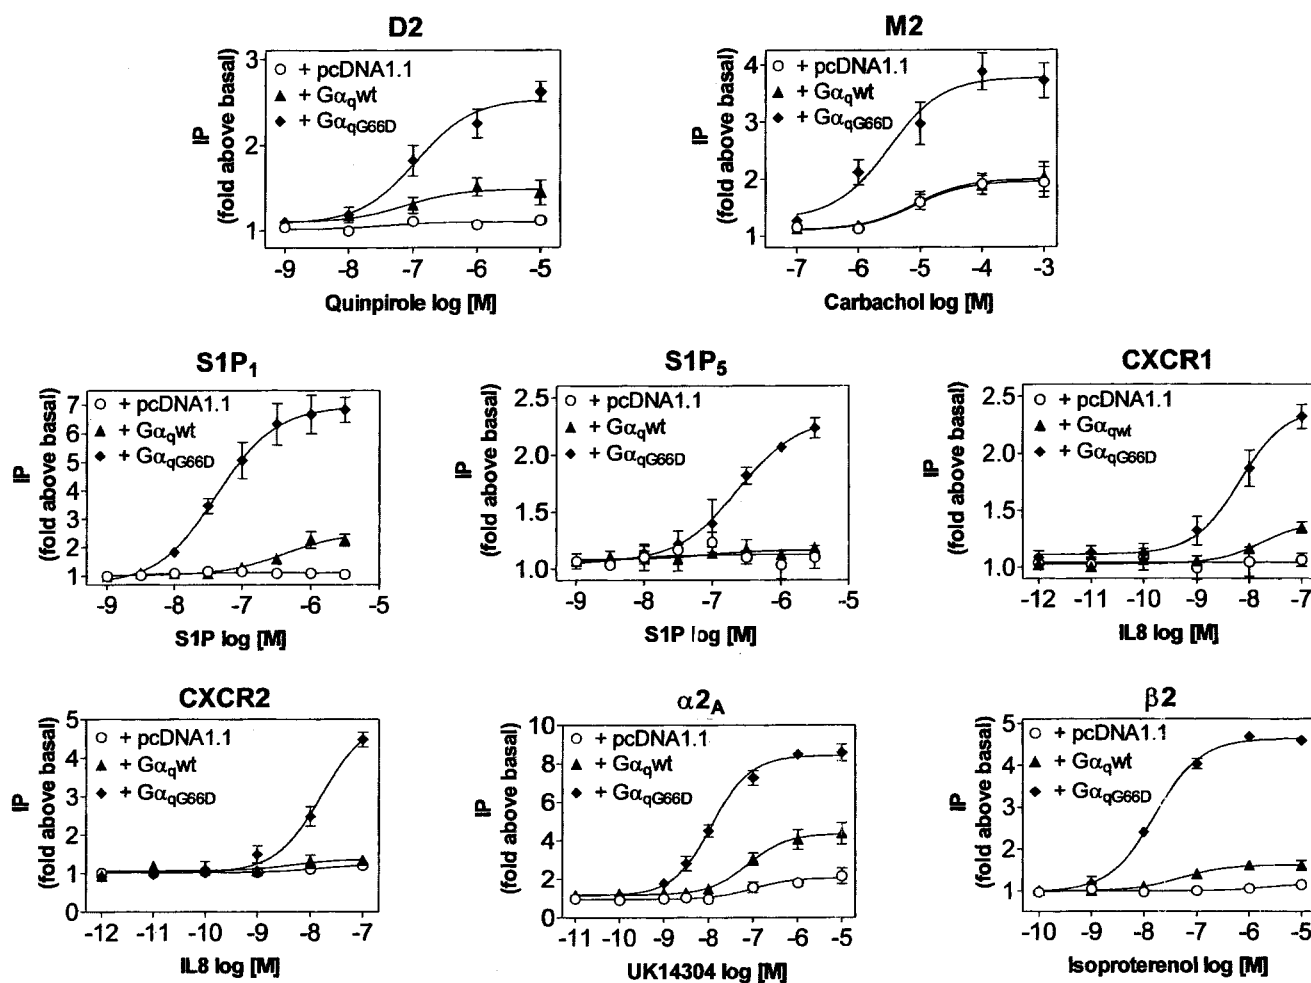 D2
IP
(fold above basal)
3
2
1
+ pcDNA1.1
+ Gαqwt
+ GαqG66D
-9 -8 -7 -6 -5
Quinpirole log [M]
M2
IP
(fold above basal)
4
3
2
1
+ pcDNA1.1
+ Gαqwt
+ GαqG66D
-7 -6 -5 -4 -3
Carbachol log [M]
S1P1
IP
(fold above basal)
7
6
5
4
3
2
1
+ pcDNA1.1
+ Gαqwt
+ GαqG66D
-9 -8 -7 -6 -5
S1P log [M]
S1P5
IP
(fold above basal)
2.5
2.0
1.5
1.0
+ pcDNA1.1
+ Gαqwt
+ GαqG66D
-9 -8 -7 -6 -5
S1P log [M]
CXCR1
IP
(fold above basal)
2.5
2.0
1.5
1.0
+ pcDNA1.1
+ Gαqwt
+ GαqG66D
-12 -11 -10 -9 -8 -7
IL8 log [M]
CXCR2
IP
(fold above basal)
5
4
3
2
1
0
+ pcDNA1.1
+ Gαqwt
+ GαqG66D
-12 -11 -10 -9 -8 -7
IL8 log [M]
α2A
IP
(fold above basal)
10
8
6
4
2
0
+ pcDNA1.1
+ Gαqwt
+ GαqG66D
-11 -10 -9 -8 -7 -6 -5
UK14304 log [M]
β2
IP
(fold above basal)
5
4
3
2
1
+ pcDNA1.1
+ Gαqwt
+ GαqG66D
-10 -9 -8 -7 -6 -5
Isoproterenol log [M]